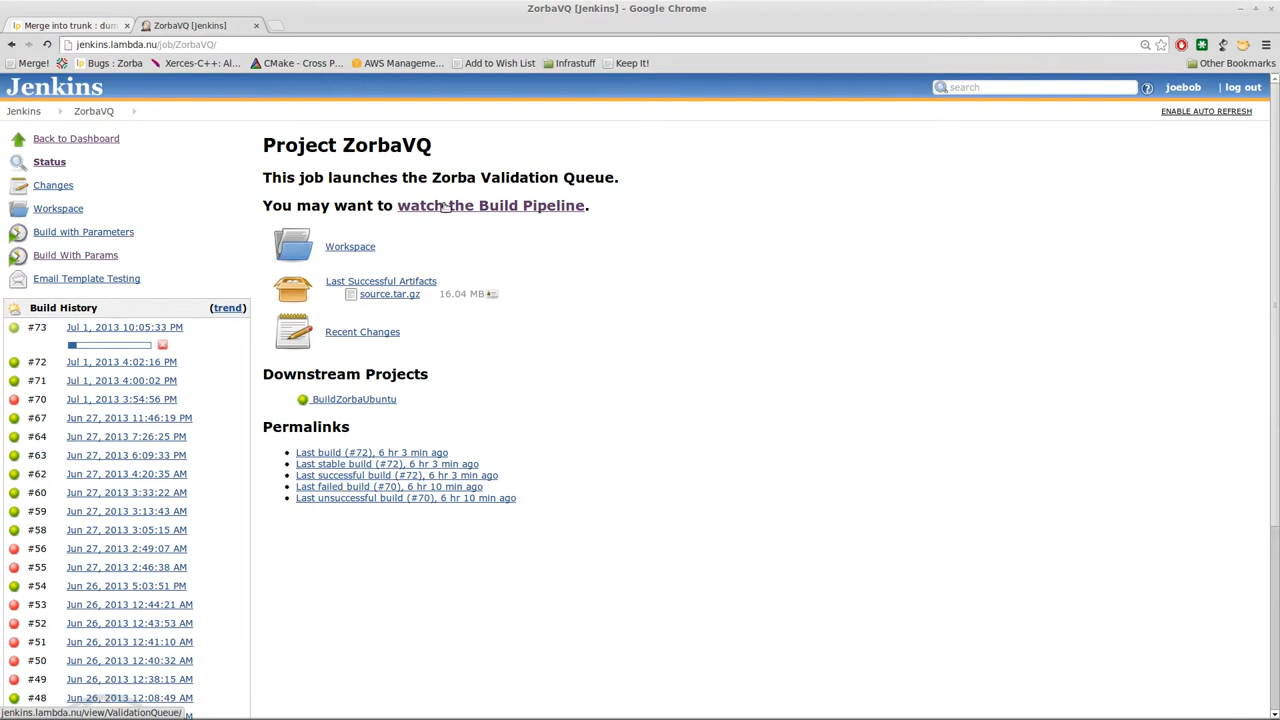 ZorbaVQ [Jenkins] - Google Chrome
Merge into trunk : dum
ZorbaVQ [Jenkins]
jenkins.lambda.nu/job/ZorbaVQ/
Merge!
Bugs : Zorba
Xerces-C++: Al...
CMake - Cross P...
AWS Manageme...
Add to Wish List
Infrastuff
Keep It!
Other Bookmarks
Jenkins
search
joebob
| log out
Jenkins
ZorbaVQ
ENABLE AUTO REFRESH
Back to Dashboard
Status
Changes
Workspace
Build with Parameters
Build With Params
Email Template Testing
Build History
(trend)
#73 Jul 1, 2013 10:05:33 PM
#72 Jul 1, 2013 4:02:16 PM
#71 Jul 1, 2013 4:00:02 PM
#70 Jul 1, 2013 3:54:56 PM
#67 Jun 27, 2013 11:46:19 PM
#64 Jun 27, 2013 7:26:25 PM
#63 Jun 27, 2013 6:09:33 PM
#62 Jun 27, 2013 4:20:35 AM
#60 Jun 27, 2013 3:33:22 AM
#59 Jun 27, 2013 3:13:43 AM
#58 Jun 27, 2013 3:05:15 AM
#56 Jun 27, 2013 2:49:07 AM
#55 Jun 27, 2013 2:46:38 AM
#54 Jun 26, 2013 5:03:51 PM
#53 Jun 26, 2013 12:44:21 AM
#52 Jun 26, 2013 12:43:53 AM
#51 Jun 26, 2013 12:41:10 AM
#50 Jun 26, 2013 12:40:32 AM
#49 Jun 26, 2013 12:38:15 AM
#48 Jun 26, 2013 12:08:49 AM
jenkins.lambda.nu/view/ValidationQueue/
Project ZorbaVQ
This job launches the Zorba Validation Queue.
You may want to watch the Build Pipeline.
Workspace
Last Successful Artifacts
source.tar.gz 16.04 MB
Recent Changes
Downstream Projects
BuildZorbaUbuntu
Permalinks
Last build (#72), 6 hr 3 min ago
Last stable build (#72), 6 hr 3 min ago
Last successful build (#72), 6 hr 3 min ago
Last failed build (#70), 6 hr 10 min ago
Last unsuccessful build (#70), 6 hr 10 min ago